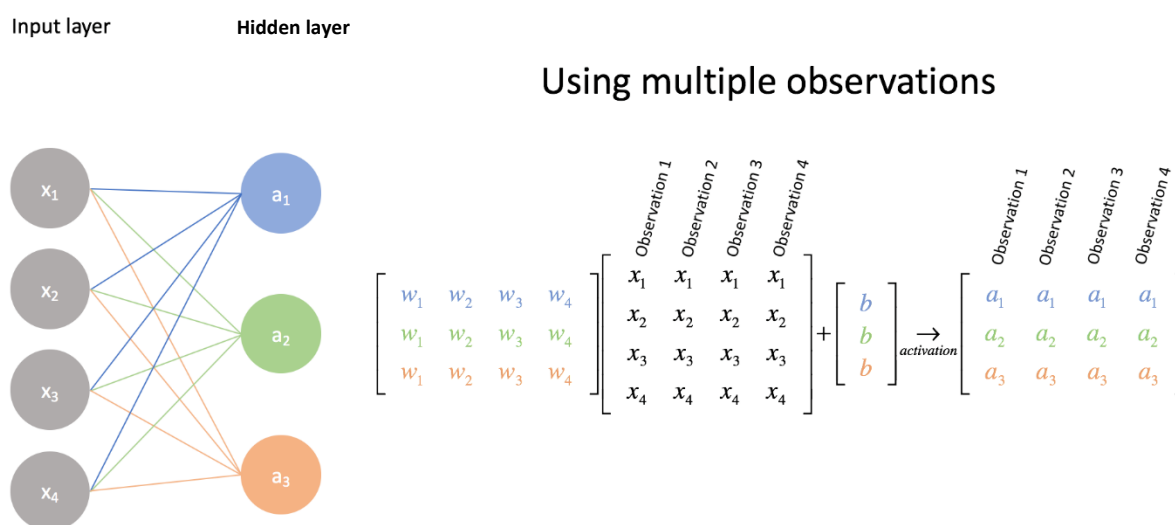 Input layer
Hidden layer
Using multiple observations
x₁
x₂
x₃
x₄
a₁
a₂
a₃
w₁ w₂ w₃ w₄
w₁ w₂ w₃ w₄
w₁ w₂ w₃ w₄
Observation 1
Observation 2
Observation 3
Observation 4
x₁ x₁ x₁ x₁
x₂ x₂ x₂ x₂
x₃ x₃ x₃ x₃
x₄ x₄ x₄ x₄
+
b
b
b
→
activation
Observation 1
Observation 2
Observation 3
Observation 4
a₁ a₁ a₁ a₁
a₂ a₂ a₂ a₂
a₃ a₃ a₃ a₃